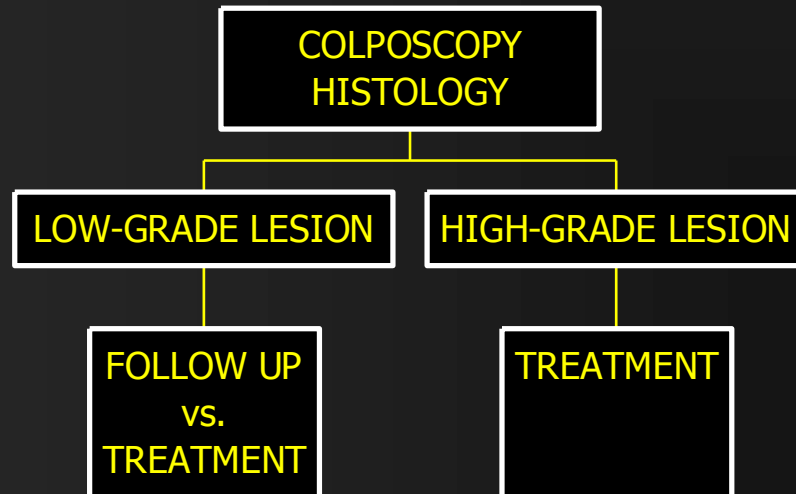 COLPOSCOPY
HISTOLOGY
LOW-GRADE LESION
HIGH-GRADE LESION
FOLLOW UP
vs.
TREATMENT
TREATMENT